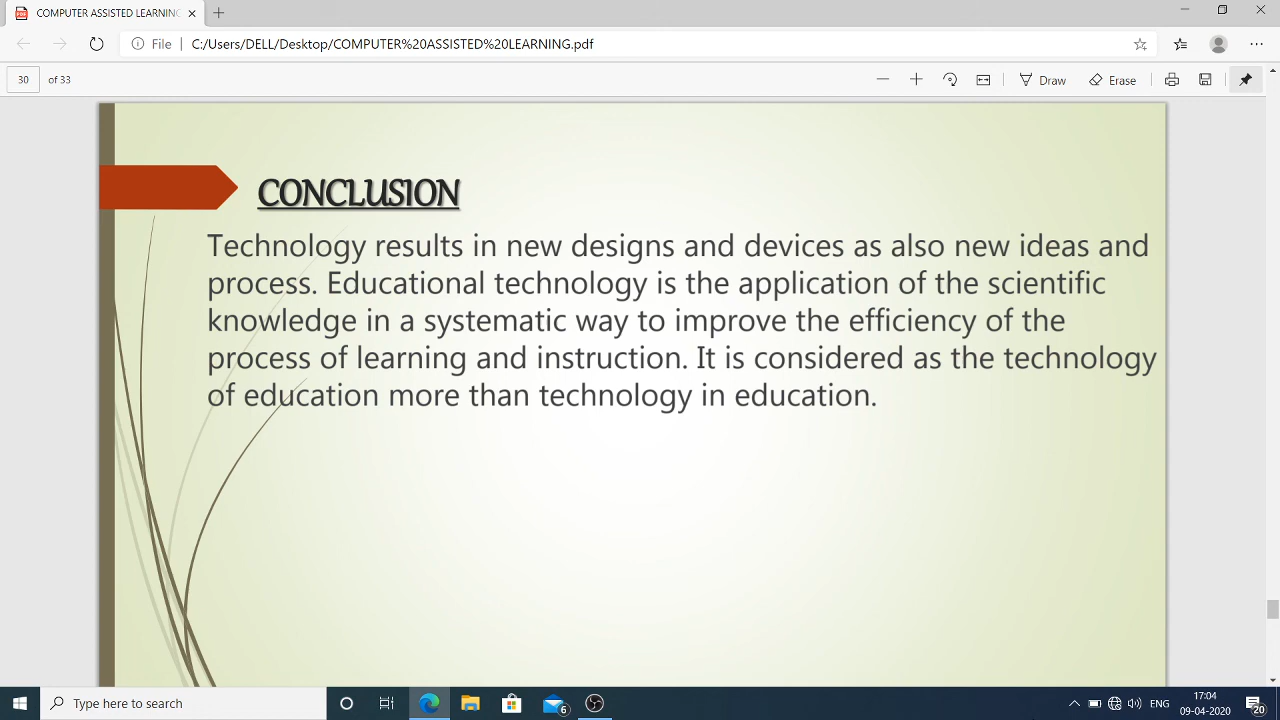 COMPUTER ASSISTED LEARNING
File | C:/Users/DELL/Desktop/COMPUTER%20ASSISTED%20LEARNING.pdf
30 of 33 Draw Erase
CONCLUSION
Technology results in new designs and devices as also new ideas and
process. Educational technology is the application of the scientific
knowledge in a systematic way to improve the efficiency of the
process of learning and instruction. It is considered as the technology
of education more than technology in education.
Type here to search 6 ENG 17:04 20
09-04-2020